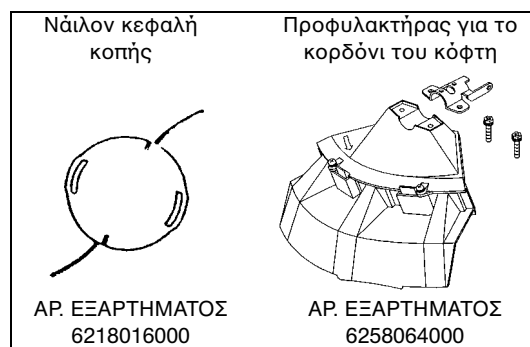 Νάιλον κεφαλή
κοπής
ΑΡ. ΕΞΑΡΤΗΜΑΤΟΣ
6218016000
Προφυλακτήρας για το
κορδόνι του κόφτη
ΑΡ. ΕΞΑΡΤΗΜΑΤΟΣ
6258064000